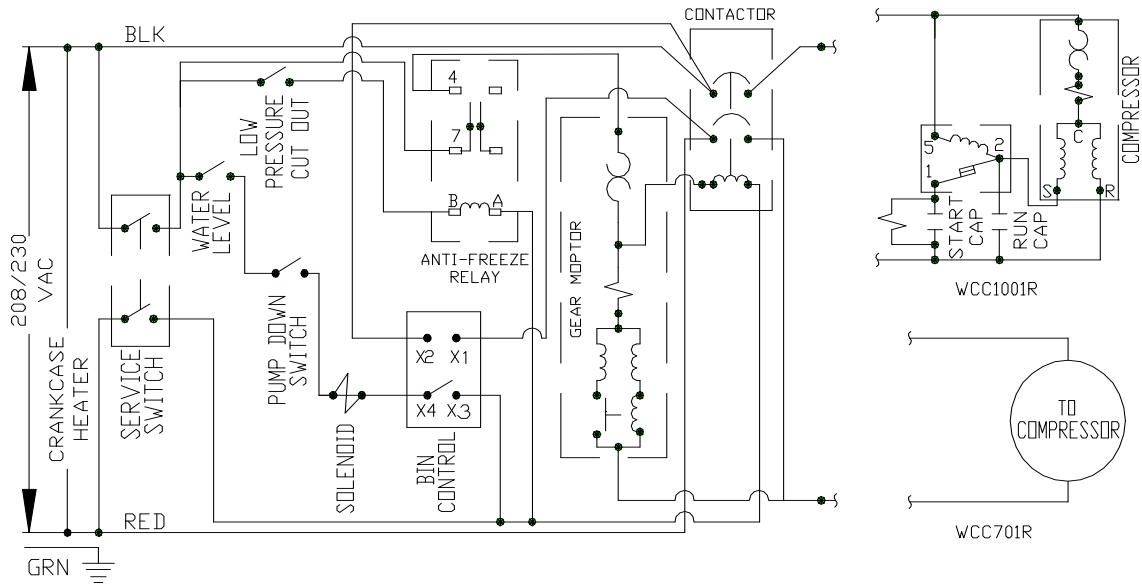 CONTACTOR
BLK
4
7
LOW
PRESSURE
CUT OUT
WATER
LEVEL
B A
ANTI-FREEZE
RELAY
208/230
VAC
CRANKCASE
HEATER
SERVICE
SWITCH
PUMP DOWN
SWITCH
SOLENOID
X2 X1
X4 X3
BIN
CONTROL
GEAR MOPTOR
RED
GRN
COMPRESSOR
C
S R
5 2
1
START
CAP
RUN
CAP
WCC1001R
TO
COMPRESSOR
WCC701R